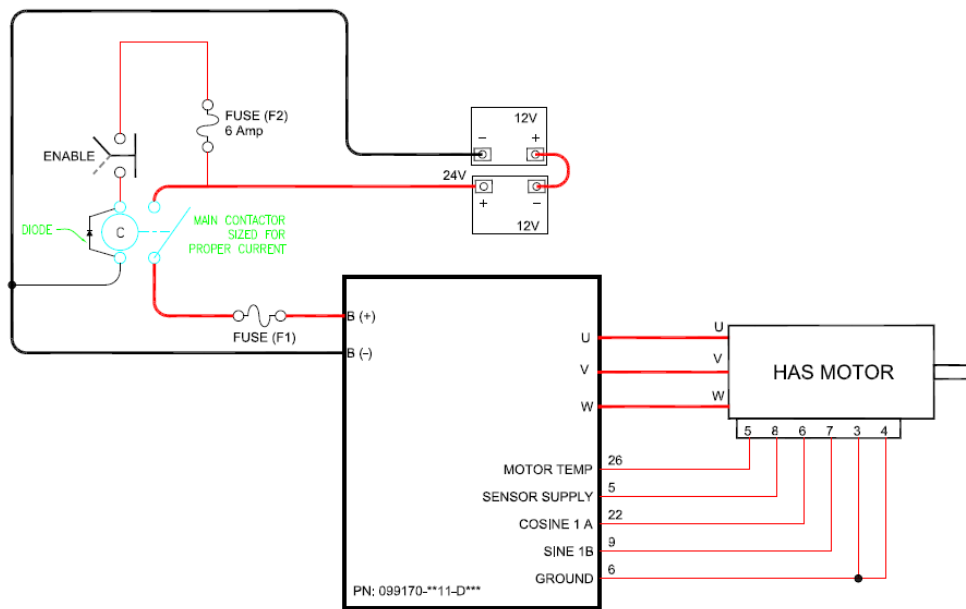 FUSE (F2)
6 Amp
ENABLE
12V
– +
24V
+ –
12V
DIODE
C
MAIN CONTACTOR
SIZED FOR
PROPER CURRENT
FUSE (F1)
B (+)
B (–)
U
V
W
U
V
W
HAS MOTOR
5 8 6 7 3 4
MOTOR TEMP 26
SENSOR SUPPLY 5
COSINE 1 A 22
SINE 1B 9
GROUND 6
PN: 099170-**11-D***